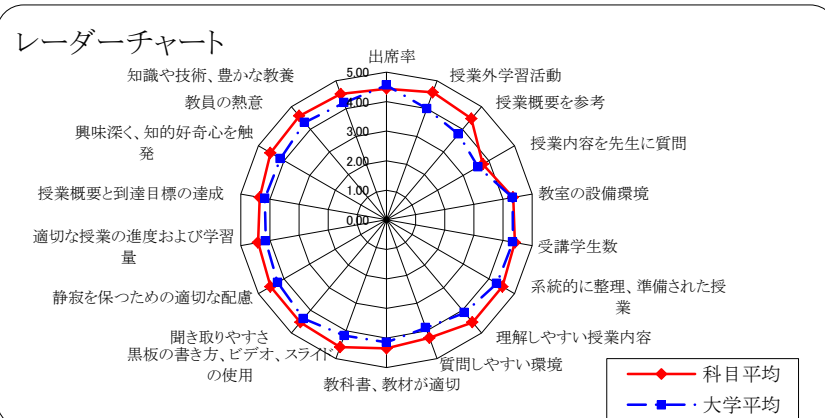 レーダーチャート
出席率
授業外学習活動
授業概要を参考
授業内容を先生に質問
教室の設備環境
受講学生数
系統的に整理、準備された授
業
理解しやすい授業内容
質問しやすい環境
教科書、教材が適切
黒板の書き方、ビデオ、スライド
の使用
聞き取りやすさ
静寂を保つための適切な配慮
適切な授業の進度および学習
量
授業概要と到達目標の達成
興味深く、知的好奇心を触
発
教員の熱意
知識や技術、豊かな教養
5.00
4.00
3.00
2.00
1.00
0.00
科目平均
大学平均